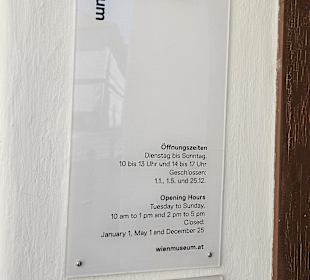 um
Öffnungszeiten
Dienstag bis Sonntag,
10 bis 13 Uhr und 14 bis 17 Uhr
Geschlossen:
1.1., 1.5. und 25.12.
Opening Hours
Tuesday to Sunday,
10 am to 1 pm and 2 pm to 5 pm
Closed:
January 1, May 1 and December 25
wienmuseum.at